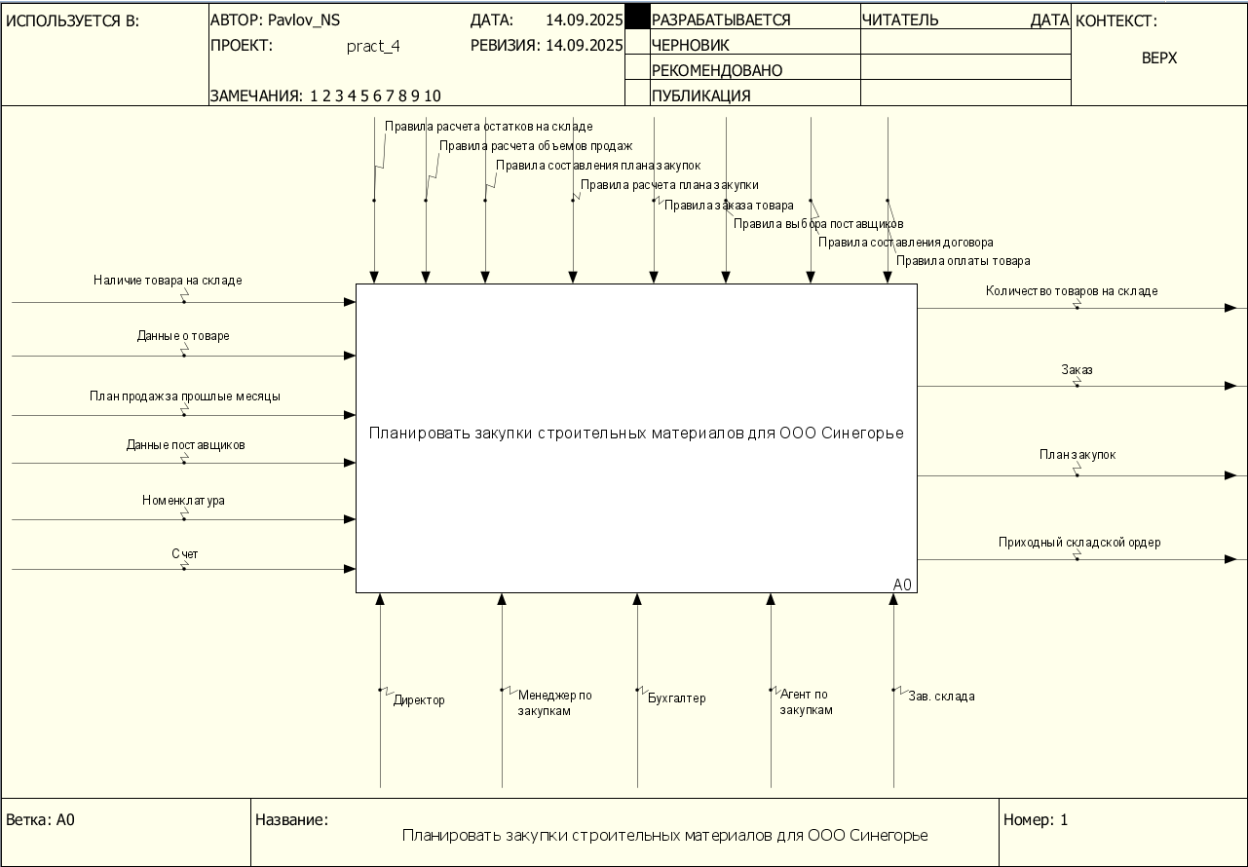 ИСПОЛЬЗУЕТСЯ В:
АВТОР: Pavlov_NS
ДАТА: 14.09.2025
ПРОЕКТ: pract_4
РЕВИЗИЯ: 14.09.2025
ЗАМЕЧАНИЯ: 1 2 3 4 5 6 7 8 9 10
РАЗРАБАТЫВАЕТСЯ
ЧЕРНОВИК
РЕКОМЕНДОВАНО
ПУБЛИКАЦИЯ
ЧИТАТЕЛЬ
ДАТА
КОНТЕКСТ:
ВЕРХ
Правила расчета остатков на складе
Правила расчета объемов продаж
Правила составления плана закупок
Правила расчета плана закупки
Правила заказа товара
Правила выбора поставщиков
Правила составления договора
Правила оплаты товара
Наличие товара на складе
Данные о товаре
План продаж за прошлые месяцы
Данные поставщиков
Номенклатура
Счет
Планировать закупки строительных материалов для ООО Синегорье
A0
Количество товаров на складе
Заказ
План закупок
Приходный складской ордер
Директор
Менеджер по
закупкам
Бухгалтер
Агент по
закупкам
Зав. склада
Ветка: A0
Название:
Планировать закупки строительных материалов для ООО Синегорье
Номер: 1